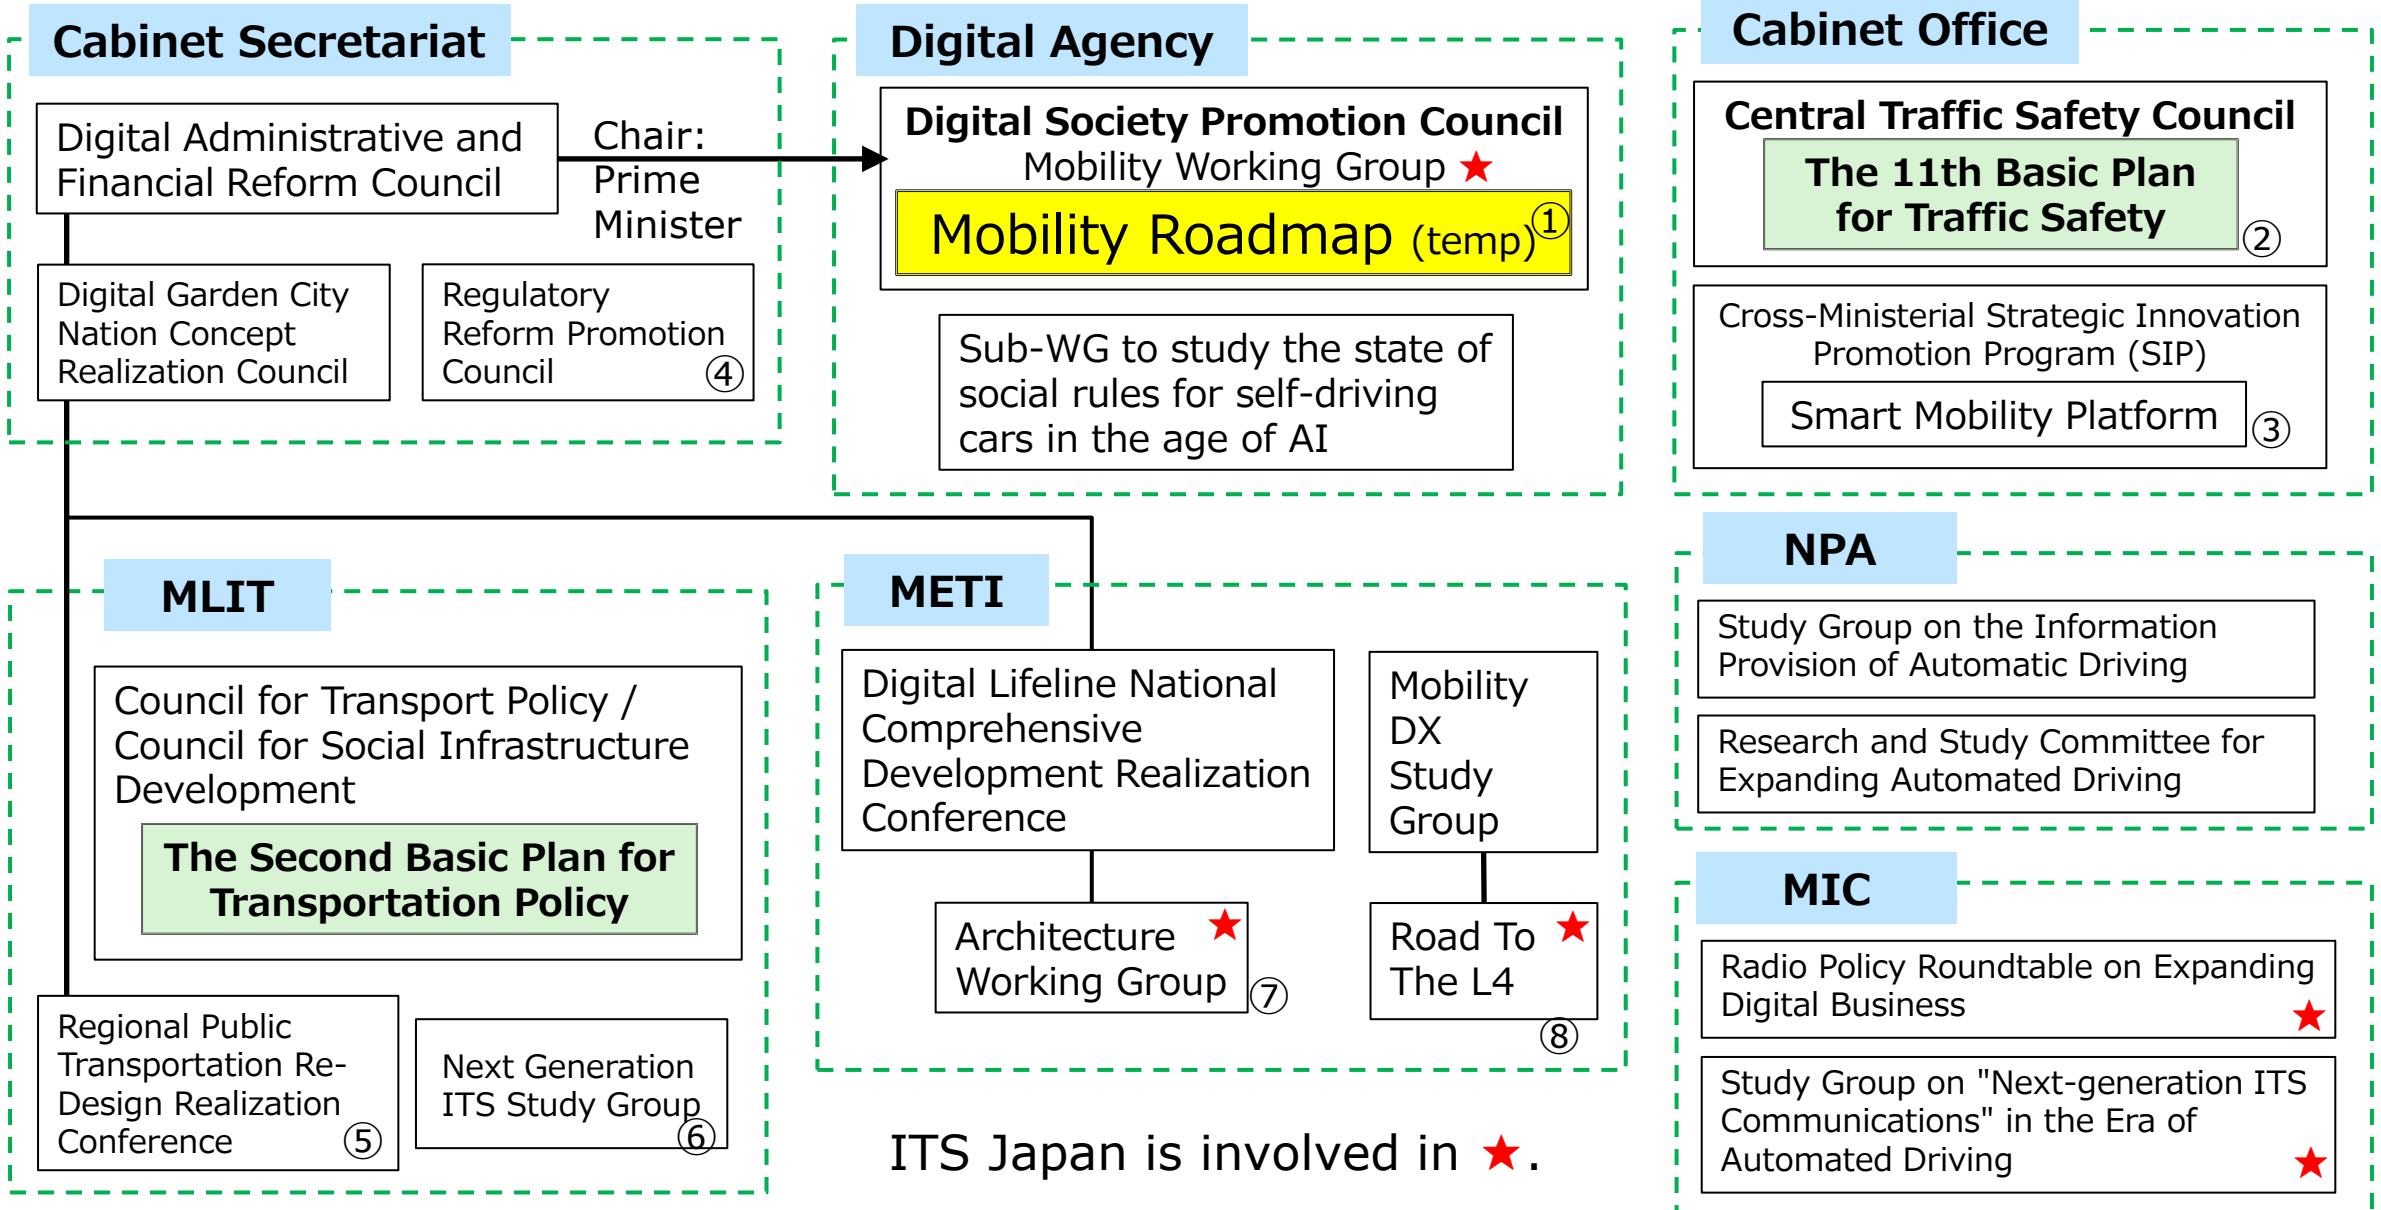 Cabinet Secretariat
Digital Administrative and
Financial Reform Council
Chair:
Prime
Minister
Digital Garden City
Nation Concept
Realization Council
Regulatory
Reform Promotion
Council ④
Digital Agency
Digital Society Promotion Council
Mobility Working Group ★
Mobility Roadmap (temp) ①
Sub-WG to study the state of
social rules for self-driving
cars in the age of AI
Cabinet Office
Central Traffic Safety Council
The 11th Basic Plan
for Traffic Safety
②
Cross-Ministerial Strategic Innovation
Promotion Program (SIP)
Smart Mobility Platform
③
MLIT
Council for Transport Policy /
Council for Social Infrastructure
Development
The Second Basic Plan for
Transportation Policy
Regional Public
Transportation Re-
Design Realization
Conference ⑤
Next Generation
ITS Study Group
⑥
METI
Digital Lifeline National
Comprehensive
Development Realization
Conference
Architecture ★
Working Group
⑦
Mobility
DX
Study
Group
Road To ★
The L4
⑧
NPA
Study Group on the Information
Provision of Automatic Driving
Research and Study Committee for
Expanding Automated Driving
MIC
Radio Policy Roundtable on Expanding
Digital Business ★
Study Group on "Next-generation ITS
Communications" in the Era of
Automated Driving ★
ITS Japan is involved in ★.